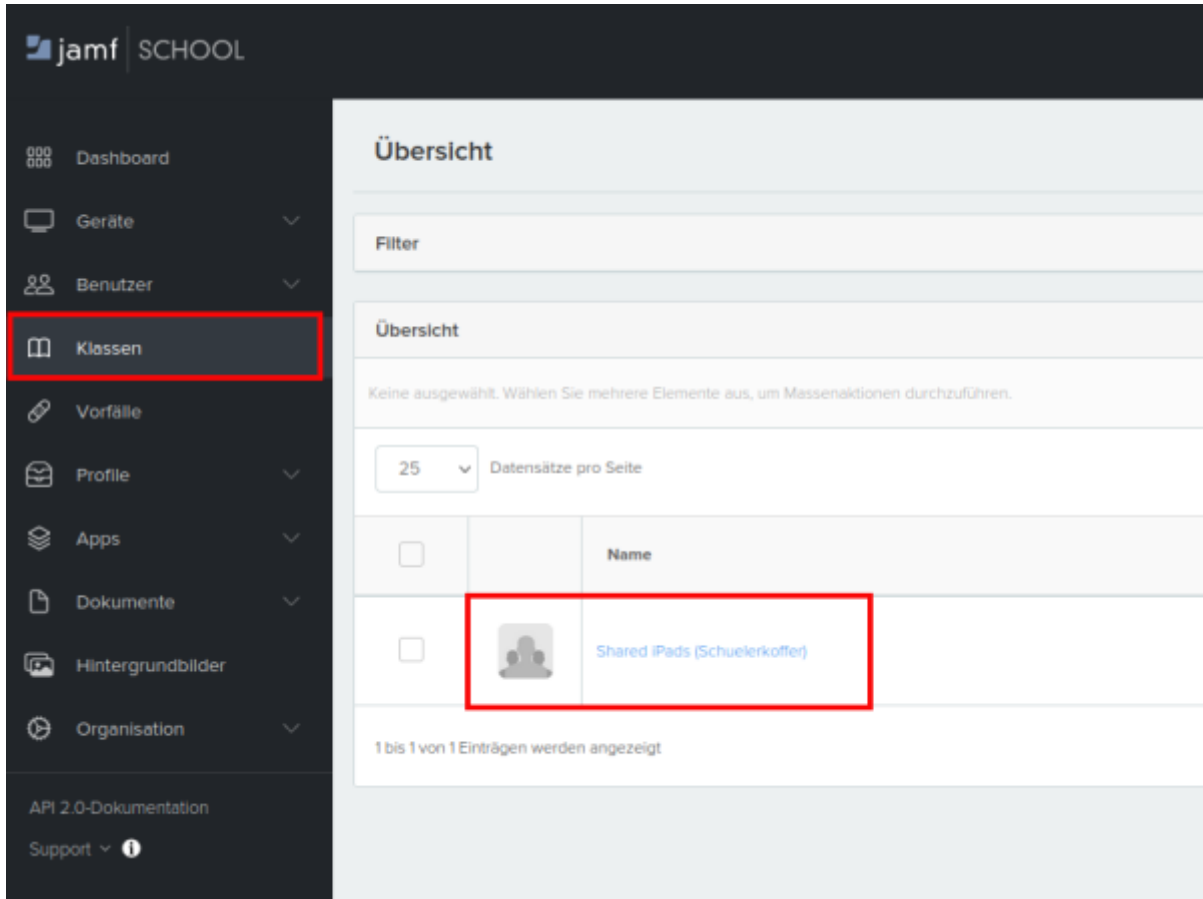 jamf SCHOOL
Dashboard
Geräte
Benutzer
Klassen
Vorfälle
Profile
Apps
Dokumente
Hintergrundbilder
Organisation
API 2.0-Dokumentation
Support
Übersicht
Filter
Übersicht
Keine ausgewählt. Wählen Sie mehrere Elemente aus, um Massenaktionen durchzuführen.
25 Datensätze pro Seite
Name
Shared iPads (Schuelerkoffer)
1 bis 1 von 1 Einträgen werden angezeigt